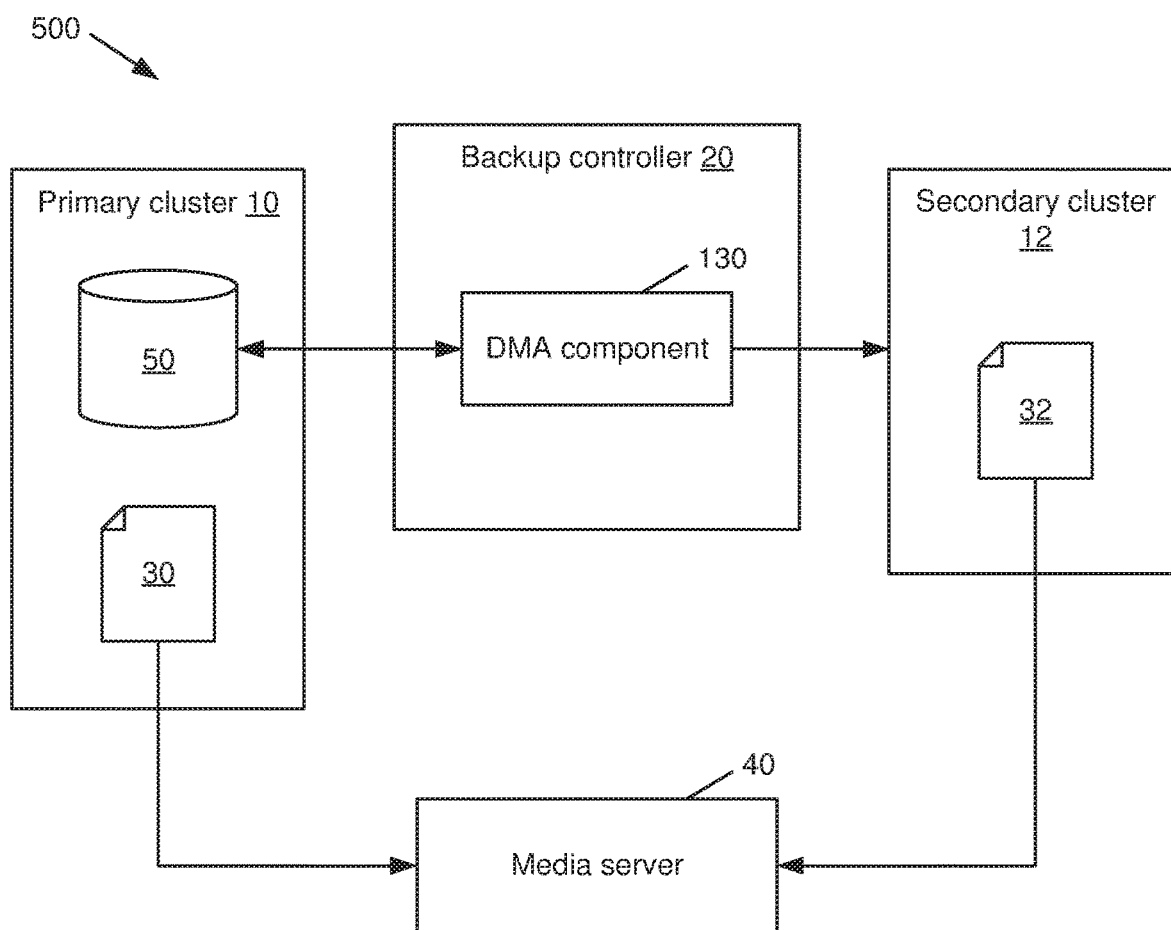 500
Backup controller 20
Primary cluster 10
Secondary cluster
12
130
DMA component
50
32
30
40
Media server